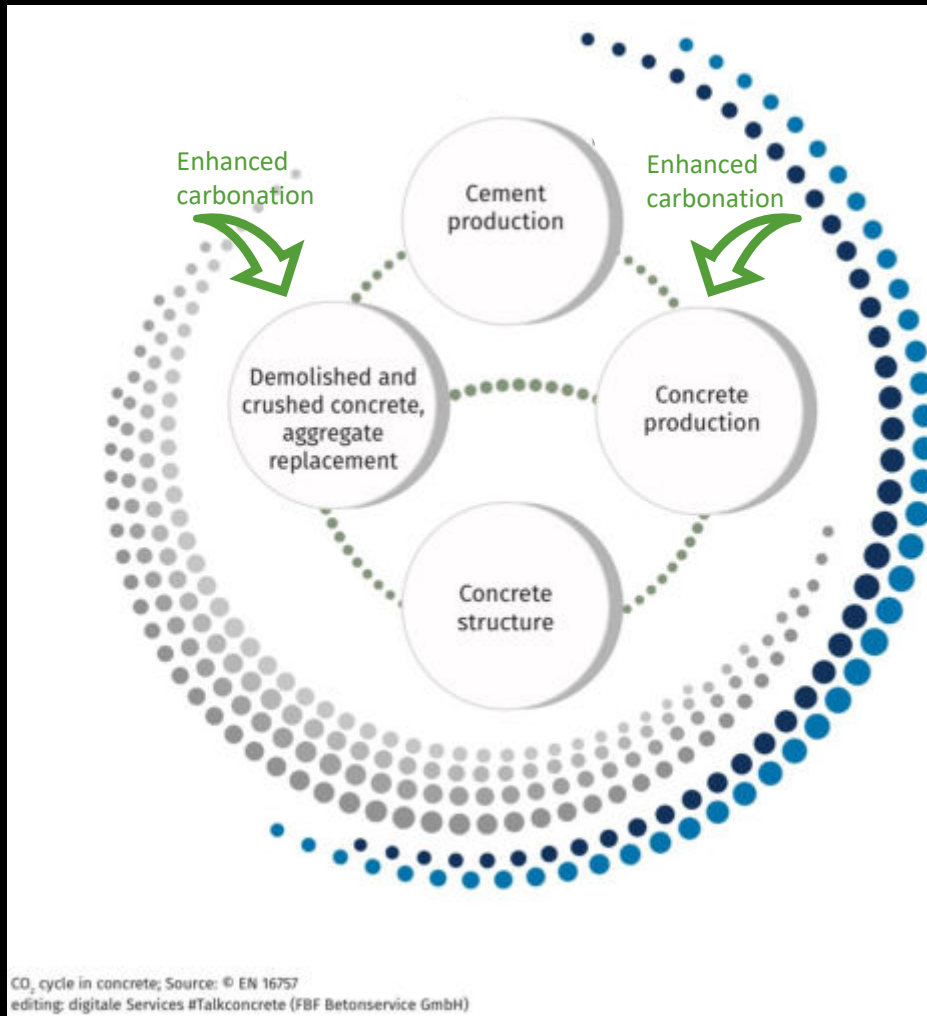 Enhanced
carbonation
Enhanced
carbonation
Cement
production
Demolished and
crushed concrete,
aggregate
replacement
Concrete
production
Concrete
structure
CO₂ cycle in concrete; Source: © EN 16757
editing: digitale Services #Talkconcrete (FBF Betonservice GmbH)